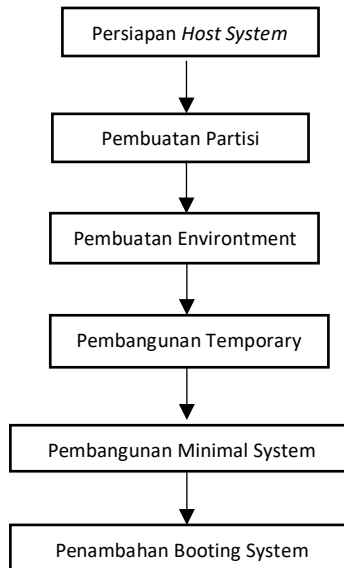 Persiapan Host System
Pembuatan Partisi
Pembuatan Environtment
Pembangunan Temporary
Pembangunan Minimal System
Penambahan Booting System